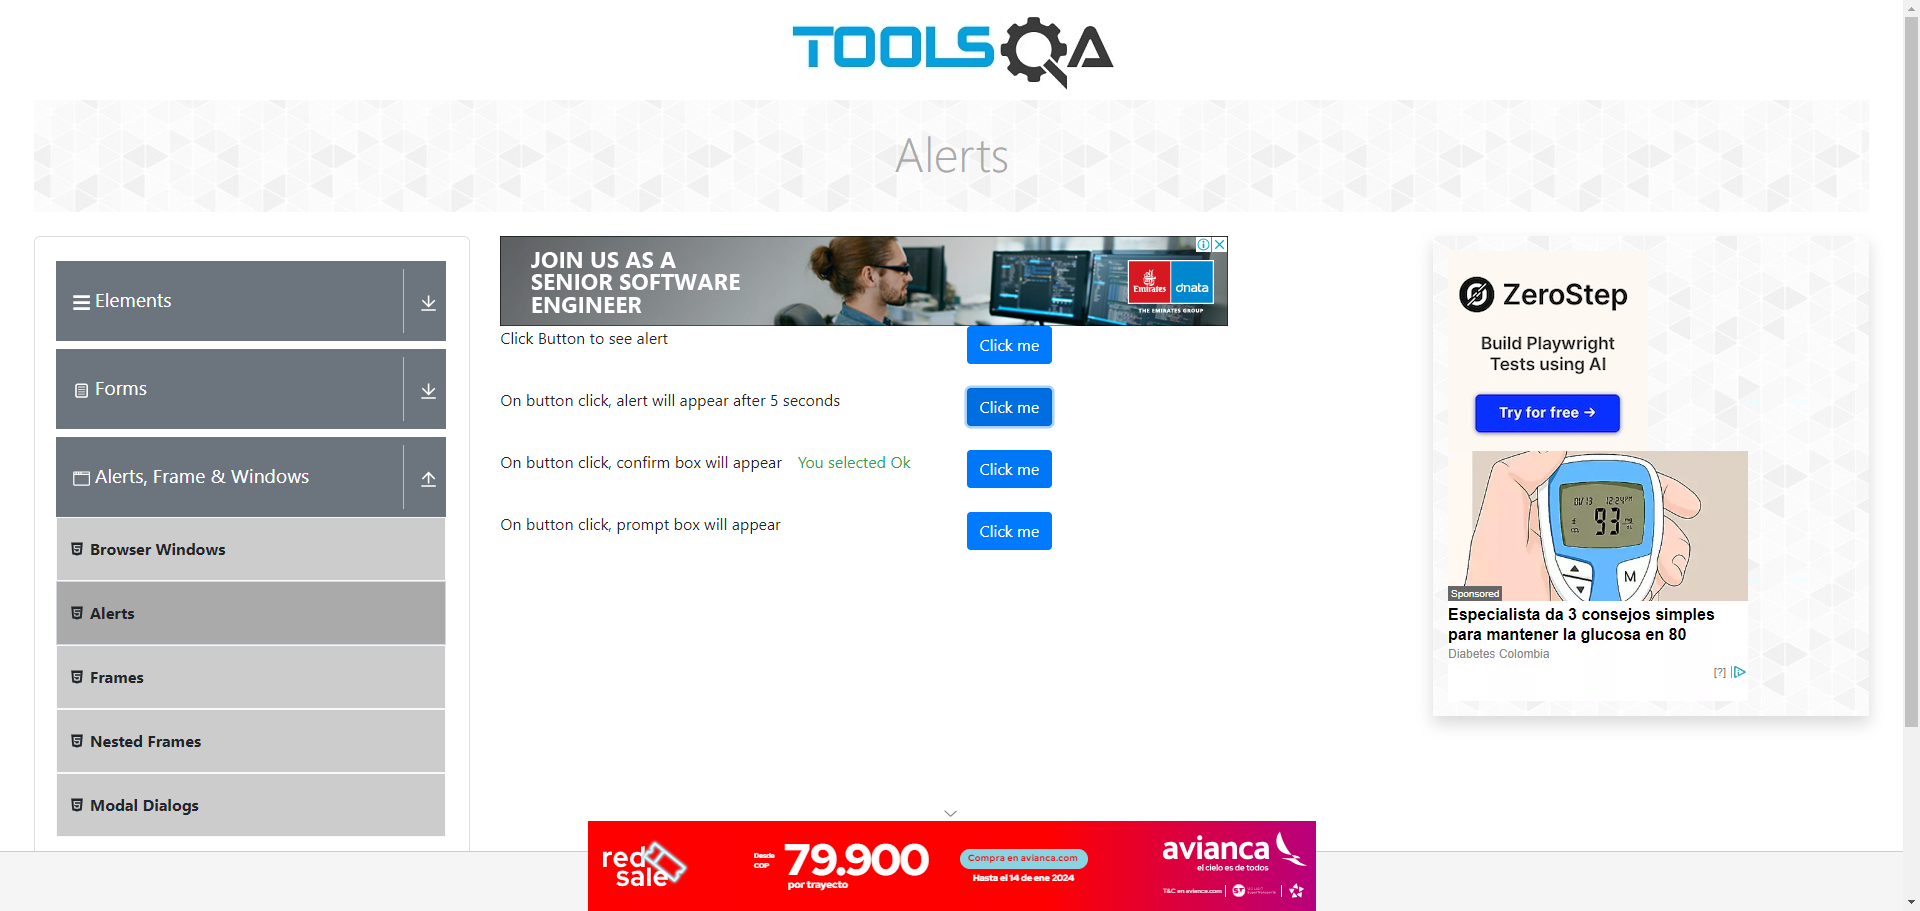 TOOLSQA
Alerts
Elements
Forms
Alerts, Frame & Windows
Browser Windows
Alerts
Frames
Nested Frames
Modal Dialogs
JOIN US AS A
SENIOR SOFTWARE
ENGINEER
Emirates
dnata
THE EMIRATES GROUP
Click Button to see alert
Click me
On button click, alert will appear after 5 seconds
Click me
On button click, confirm box will appear You selected Ok
Click me
On button click, prompt box will appear
Click me
ZeroStep
Build Playwright
Tests using AI
Try for free →
01/13 12:24PM
93
M
Sponsored
Especialista da 3 consejos simples
para mantener la glucosa en 80
Diabetes Colombia
[?]
red
sale
Desde
COP
79.900
por trayecto
Compra en avianca.com
Hasta el 14 de ene 2024
avianca
el cielo es de todos
T&C en avianca.com